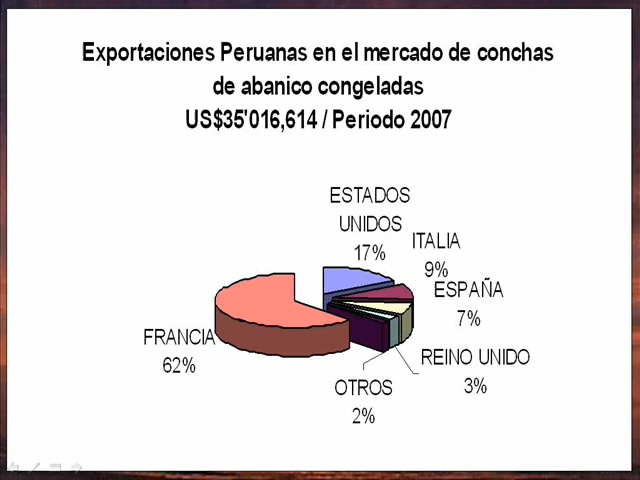 Exportaciones Peruanas en el mercado de conchas
de abanico congeladas
US$35'016,614 / Periodo 2007
ESTADOS
UNIDOS
17%
ITALIA
9%
ESPAÑA
7%
FRANCIA
62%
REINO UNIDO
3%
OTROS
2%